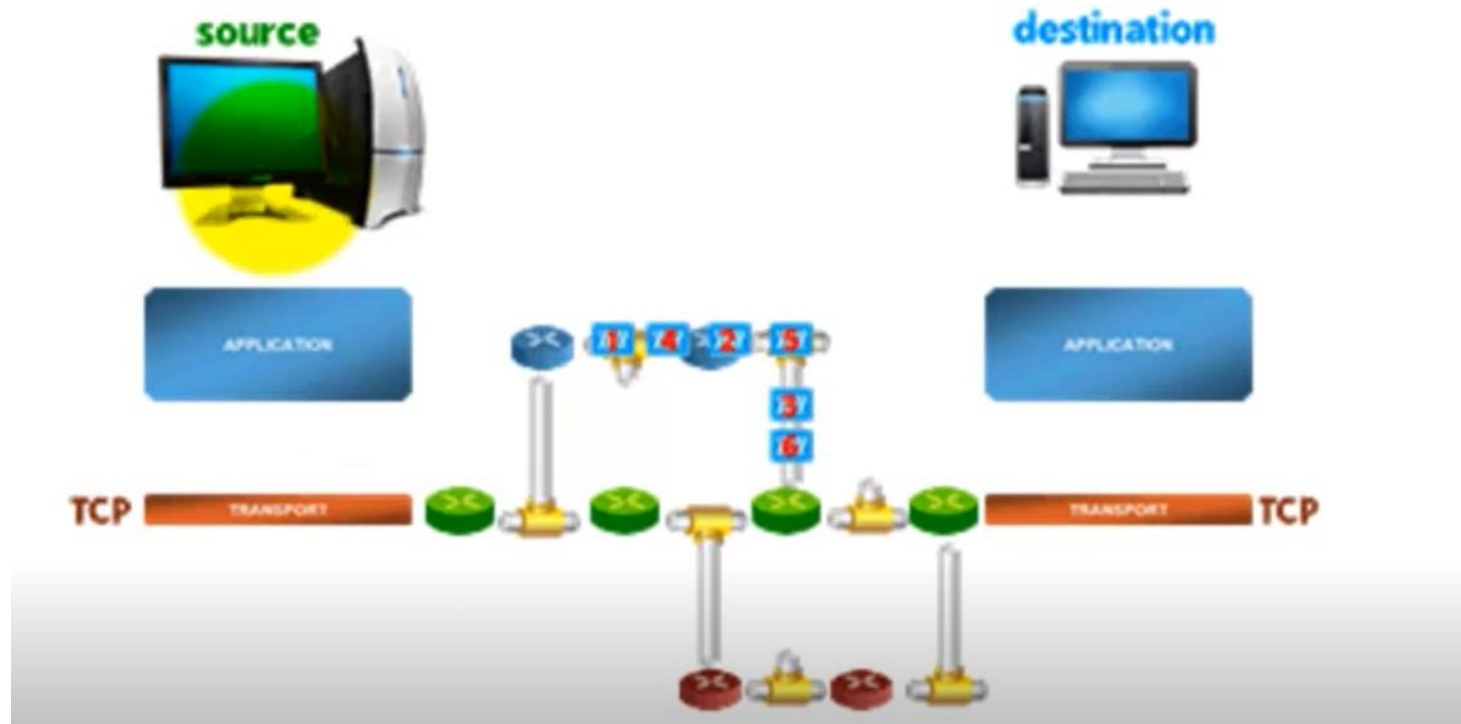 source
destination
APPLICATION
APPLICATION
1 4 2 5
3
6
TCP TRANSPORT
TRANSPORT TCP